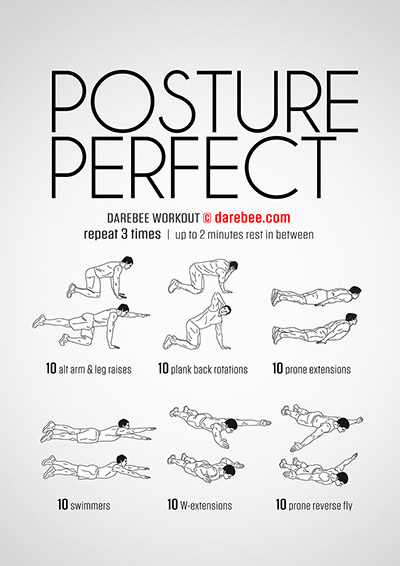 POSTURE
PERFECT
DAREBEE WORKOUT © darebee.com
repeat 3 times | up to 2 minutes rest in between
10 alt arm & leg raises
10 plank back rotations
10 prone extensions
10 swimmers
10 W-extensions
10 prone reverse fly